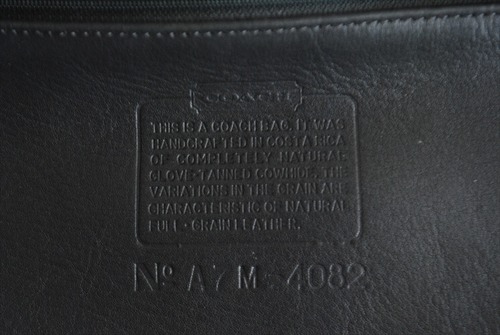 COACH
THIS IS A COACH BAG. IT WAS
HANDCRAFTED IN COSTA RICA
OF COMPLETELY NATURAL
GLOVE-TANNED COWHIDE. THE
VARIATIONS IN THE GRAIN ARE
CHARACTERISTIC OF NATURAL
FULL-GRAIN LEATHER.
Nº A7M-4082